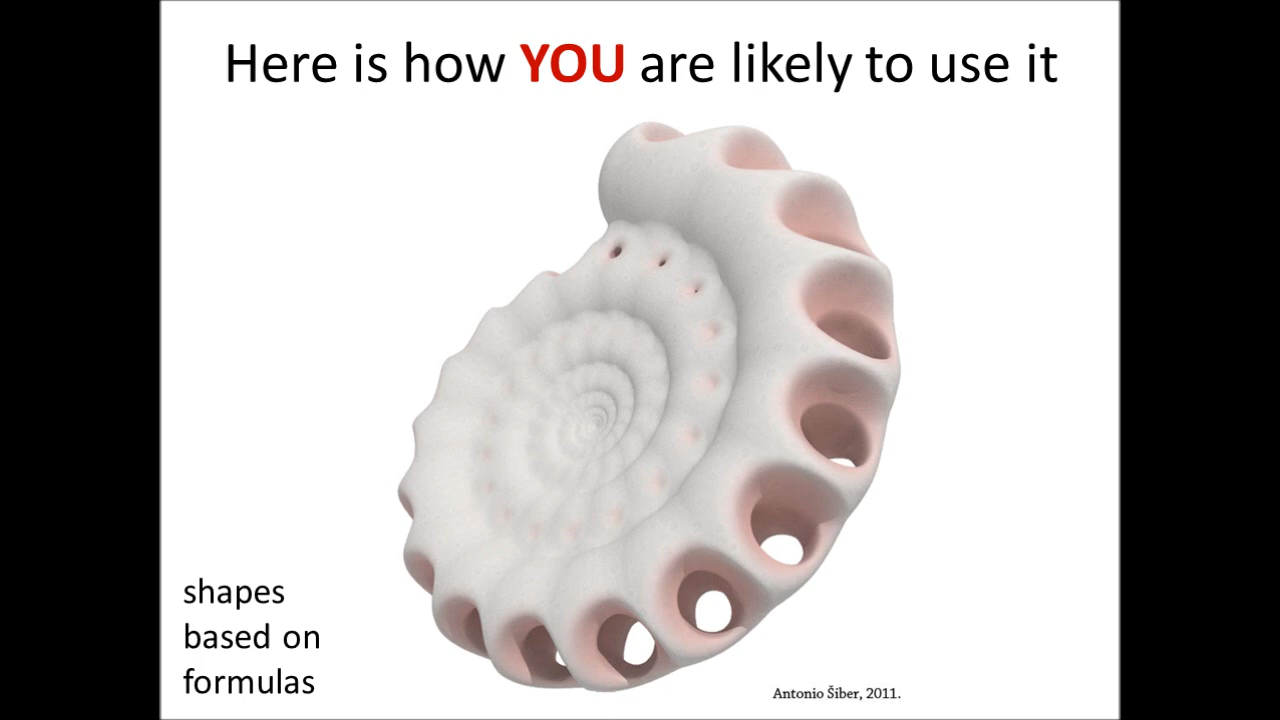 Here is how YOU are likely to use it
shapes
based on
formulas
Antonio Šiber, 2011.